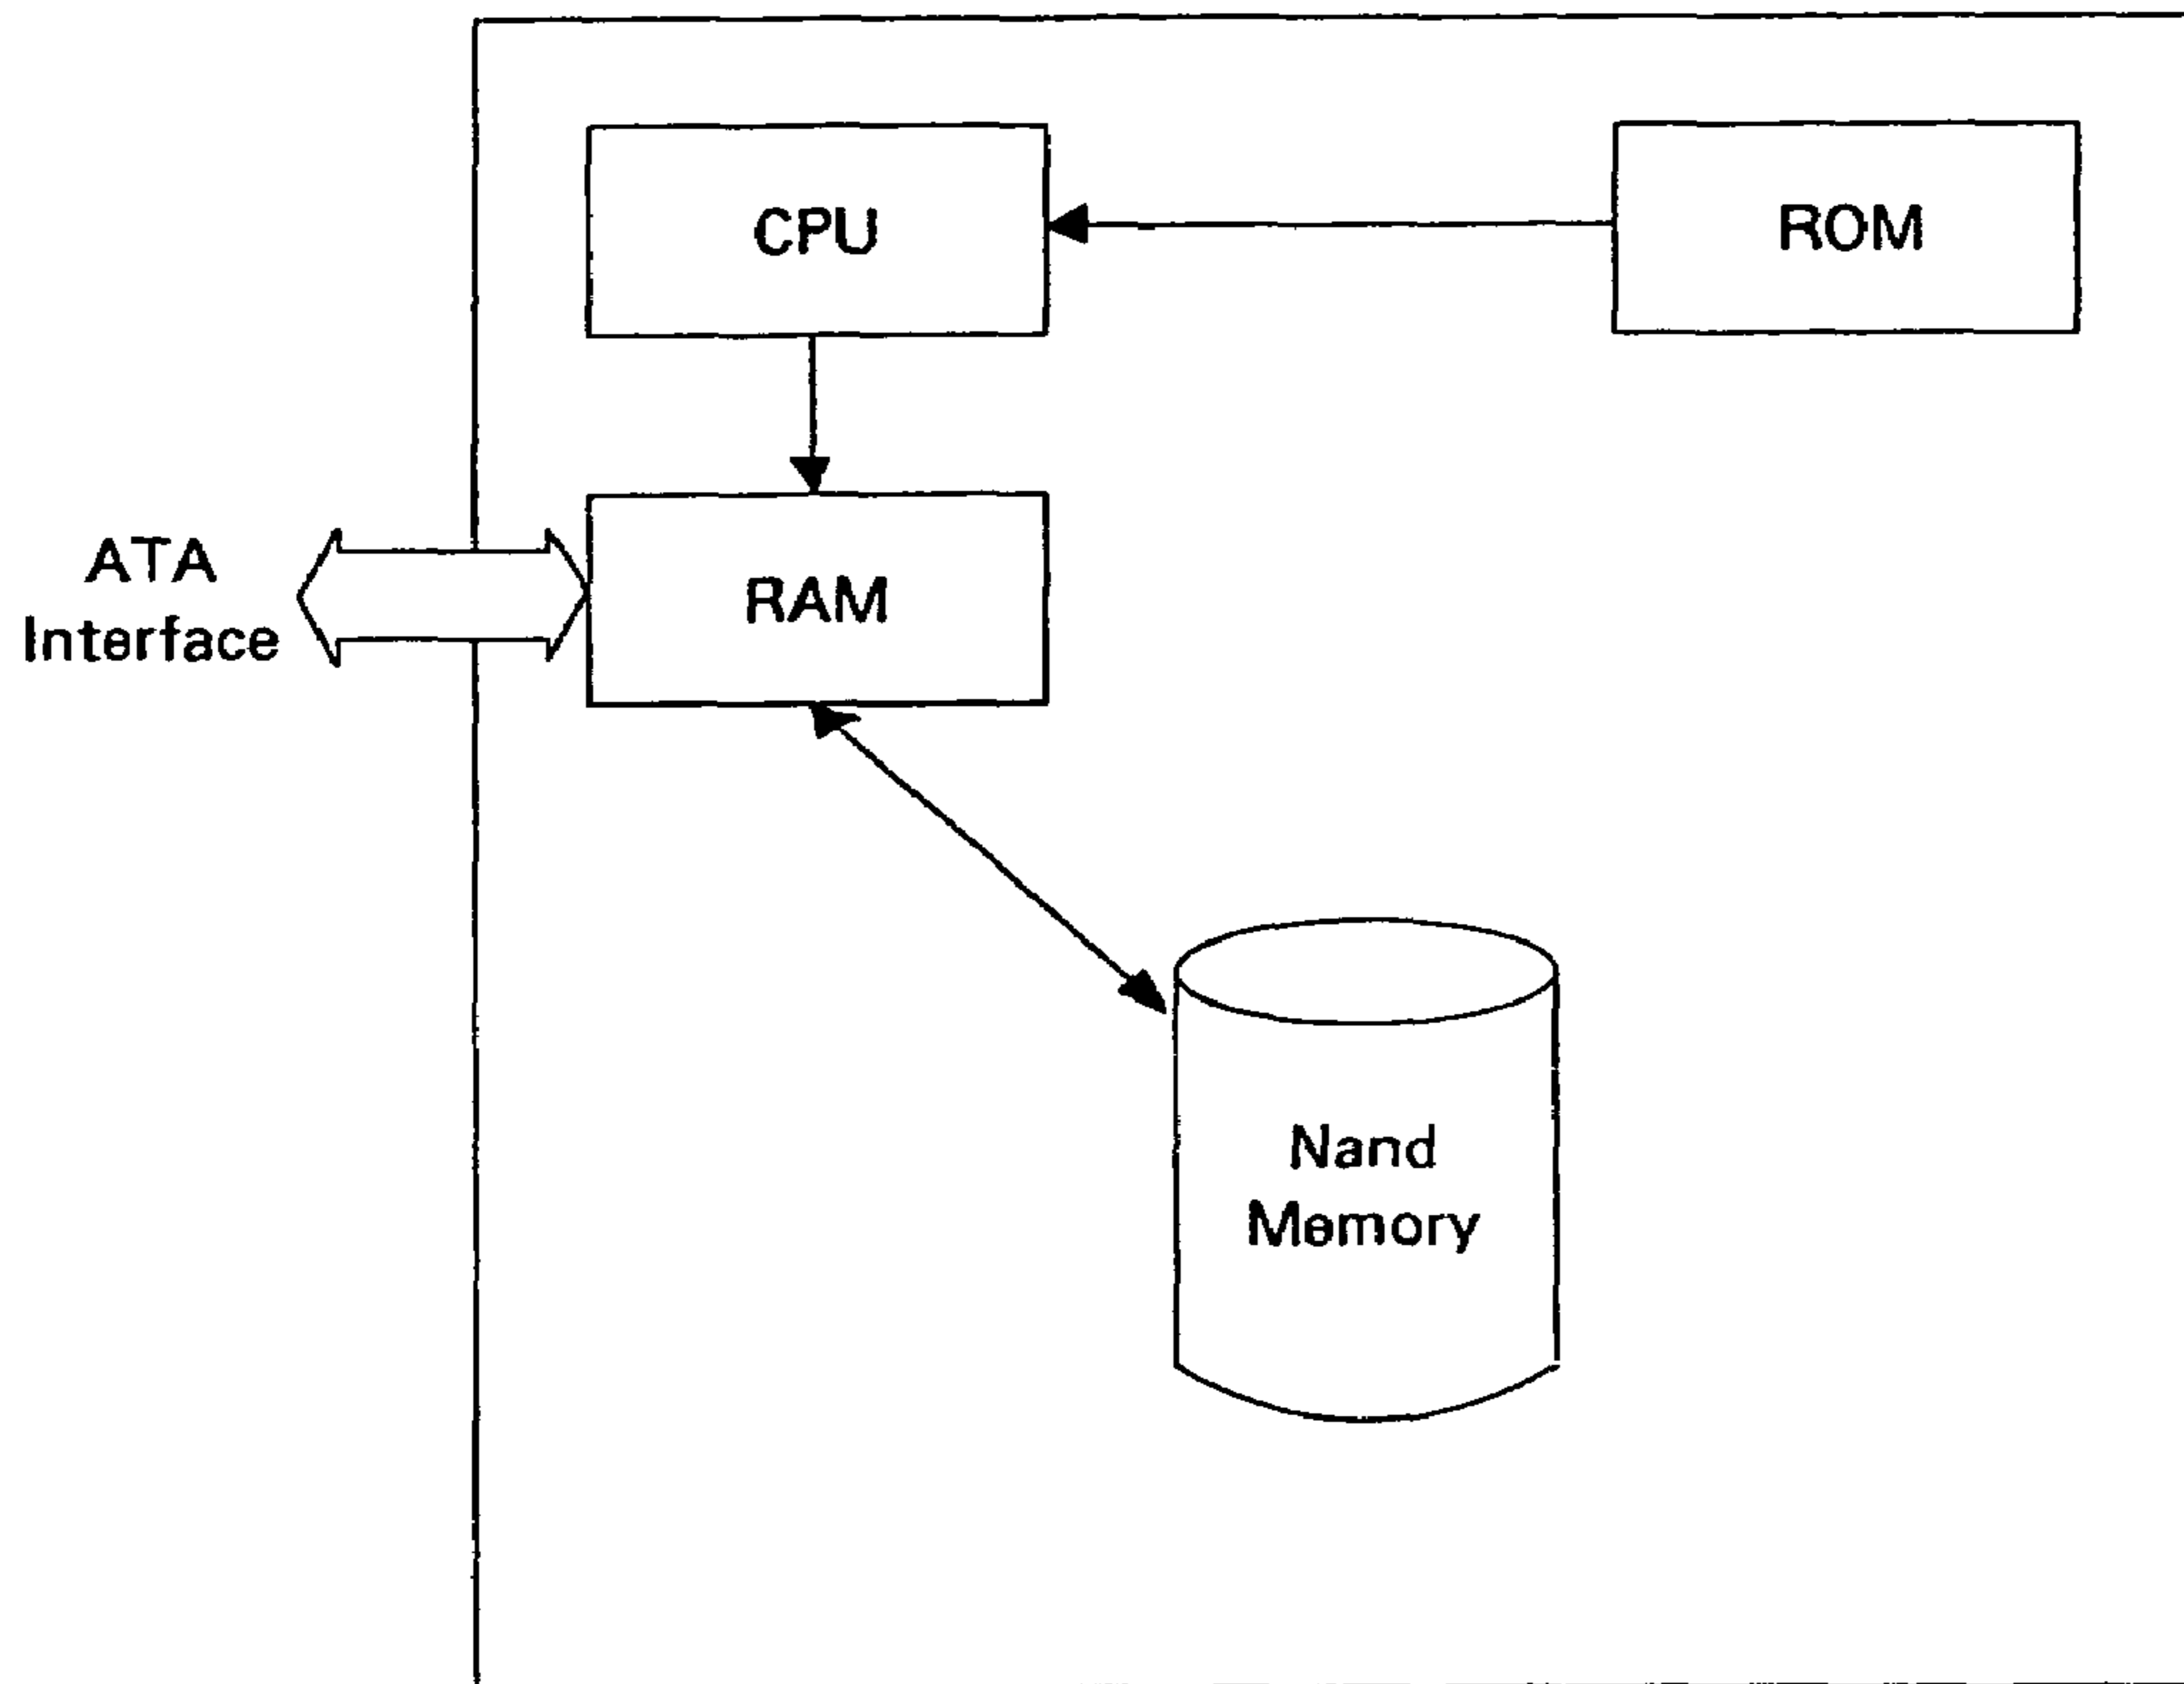 CPU
ROM
ATA
Interface
RAM
Nand
Memory